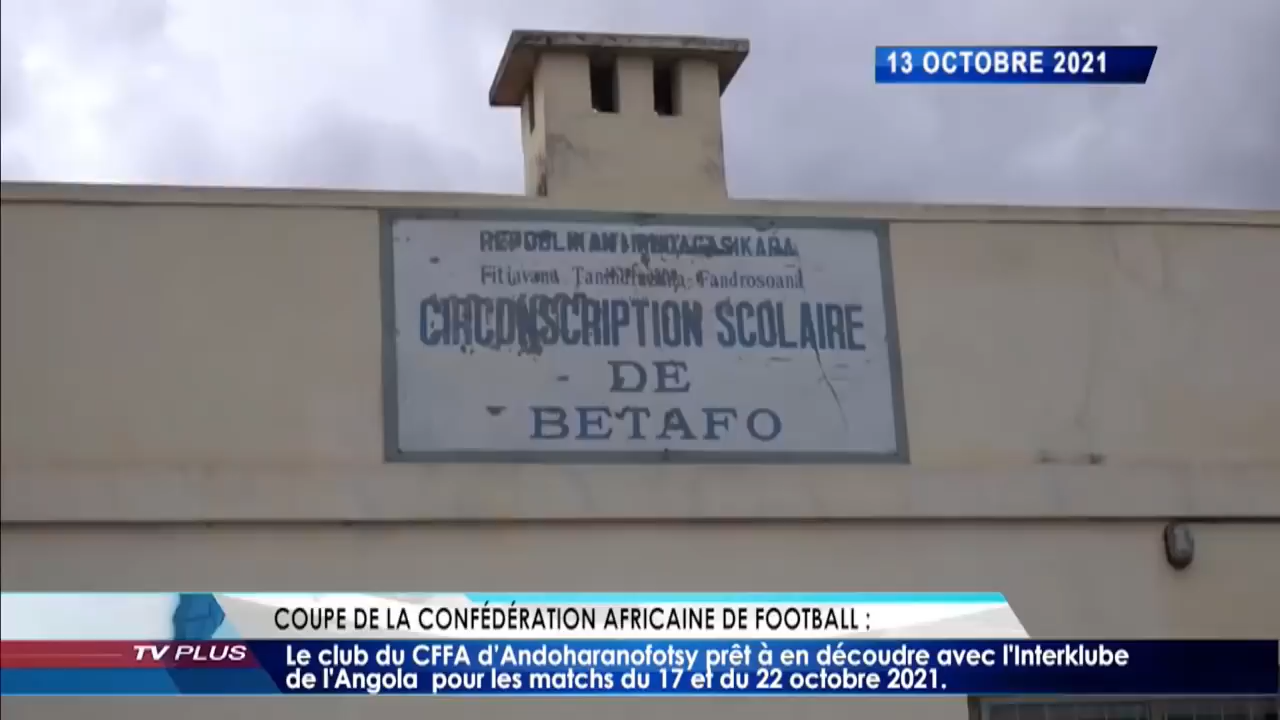 13 OCTOBRE 2021
REPOBLIKAN'I MADAGASIKARA
Fitiavana Tanindrazana Fandrosoana
CIRCONSCRIPTION SCOLAIRE
- DE
BETAFO
COUPE DE LA CONFÉDÉRATION AFRICAINE DE FOOTBALL :
TV PLUS
Le club du CFFA d'Andoharanofotsy prêt à en découdre avec l'Interklube
de l'Angola pour les matchs du 17 et du 22 octobre 2021.